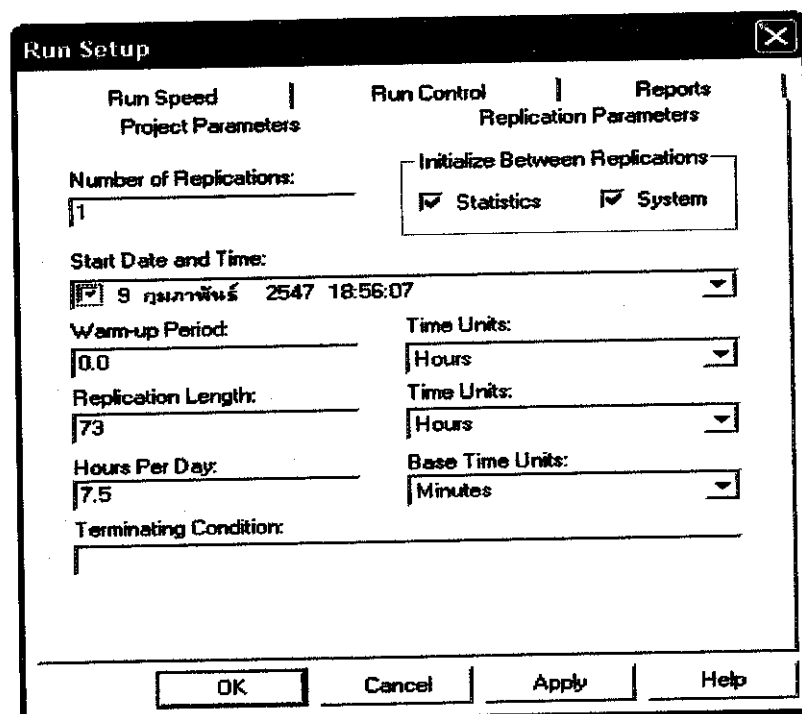 Run Setup
Run Speed Run Control Reports
Project Parameters Replication Parameters
Number of Replications:
1
Initialize Between Replications
Statistics System
Start Date and Time:
9 กุมภาพันธ์ 2547 18:56:07
Warm-up Period: Time Units:
0.0 Hours
Replication Length: Time Units:
73 Hours
Hours Per Day: Base Time Units:
7.5 Minutes
Terminating Condition:
OK Cancel Apply Help